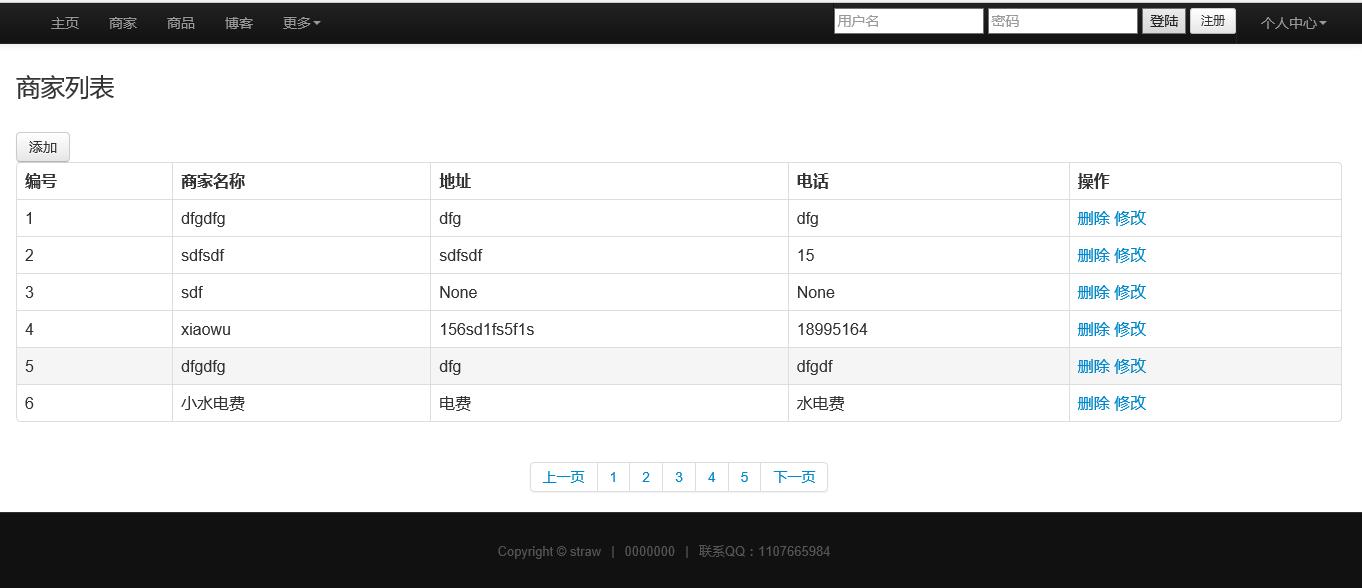 主页 商家 商品 博客 更多 用户名 密码 登陆 注册 个人中心
商家列表
添加
编号 商家名称 地址 电话 操作
1 dfgdfg dfg dfg 删除 修改
2 sdfsdf sdfsdf 15 删除 修改
3 sdf None None 删除 修改
4 xiaowu 156sd1fs5f1s 18995164 删除 修改
5 dfgdfg dfg dfgdf 删除 修改
6 小水电费 电费 水电费 删除 修改
上一页 1 2 3 4 5 下一页
Copyright © straw | 0000000 | 联系QQ：1107665984